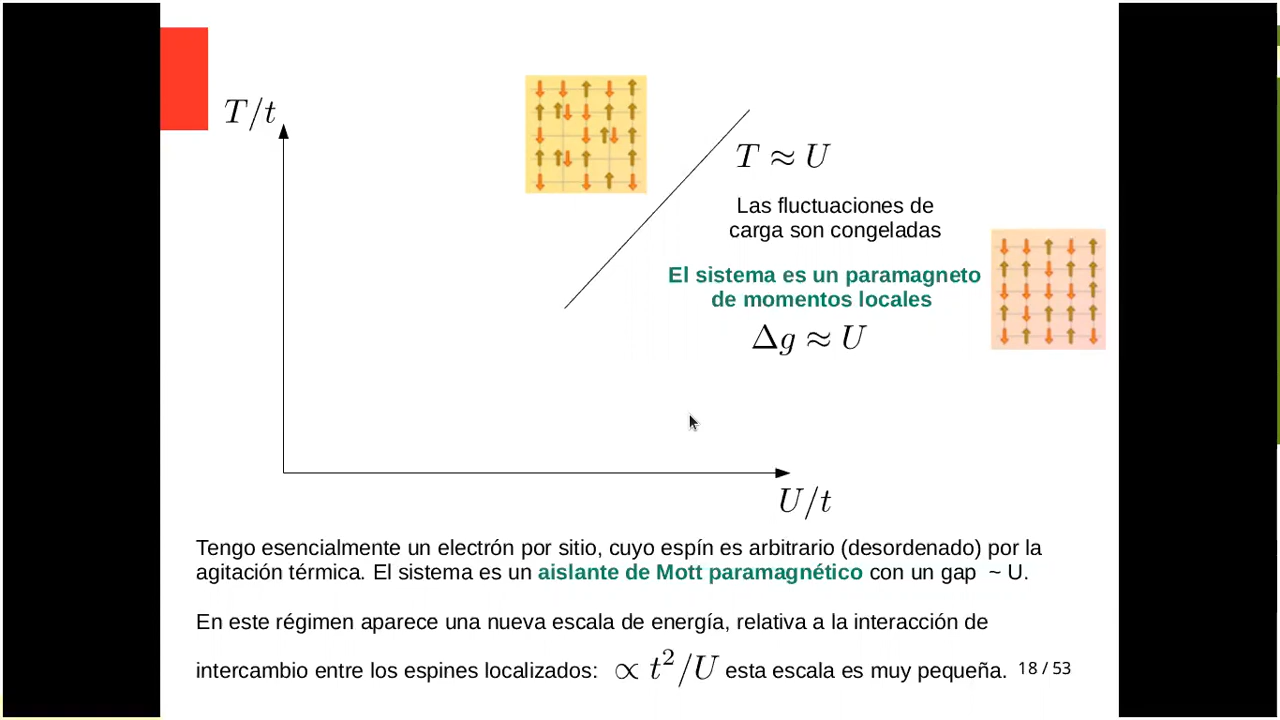 T/t
T ≈ U
Las fluctuaciones de
carga son congeladas
El sistema es un paramagneto
de momentos locales
Δg ≈ U
U/t
Tengo esencialmente un electrón por sitio, cuyo espín es arbitrario (desordenado) por la
agitación térmica. El sistema es un aislante de Mott paramagnético con un gap ~ U.
En este régimen aparece una nueva escala de energía, relativa a la interacción de
intercambio entre los espines localizados: ∝ t²/U esta escala es muy pequeña.
18 / 53